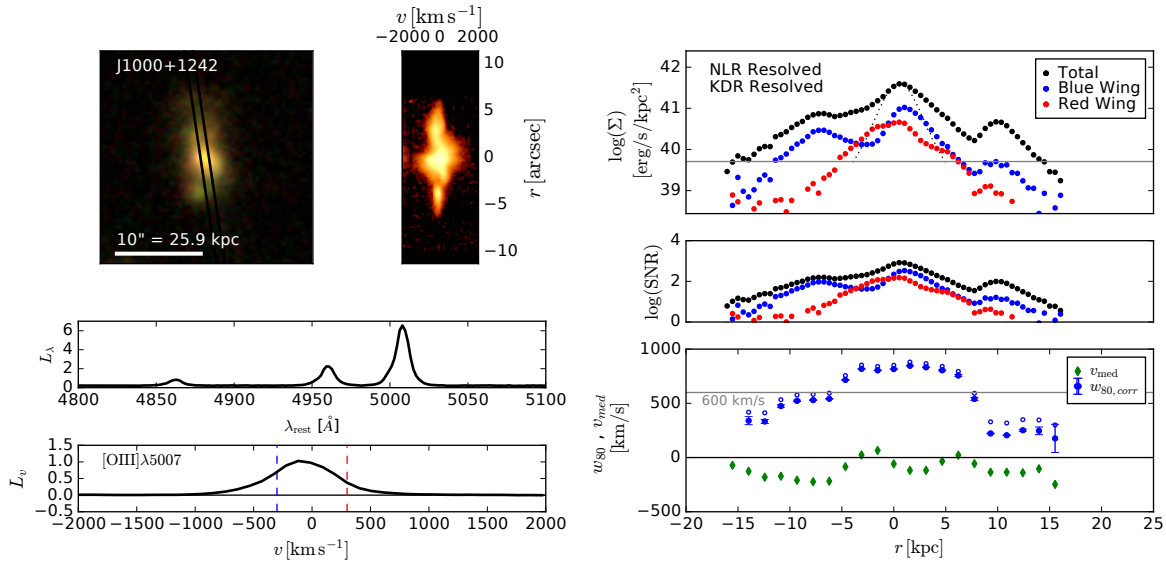 J1000+1242
10" = 25.9 kpc
v [km s⁻¹]
−2000 0 2000
10
5
0
−5
−10
r [arcsec]
L_λ
6
4
2
0
4800 4850 4900 4950 5000 5050 5100
λ_rest [Å]
[OIII]λ5007
L_v
1.5
1.0
0.5
0.0
−0.5
−2000 −1500 −1000 −500 0 500 1000 1500 2000
v [km s⁻¹]
NLR Resolved
KDR Resolved
Total
Blue Wing
Red Wing
log(Σ)
[erg/s/kpc²]
42
41
40
39
log(SNR)
4
2
0
w₈₀ , v_med
[km/s]
1000
500
0
−500
600 km/s
v_med
w_80,corr
−20 −15 −10 −5 0 5 10 15 20 25
r [kpc]